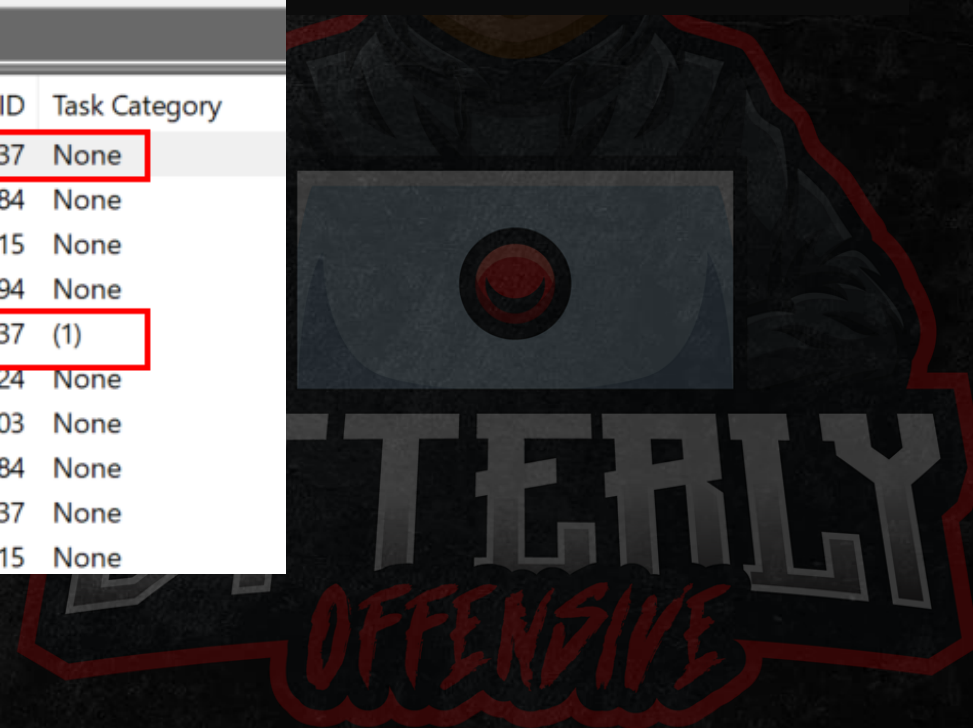 ID Task Category
37 None
84 None
15 None
94 None
37 (1)
24 None
03 None
84 None
37 None
15 None
TTERLY
OFFENSIVE